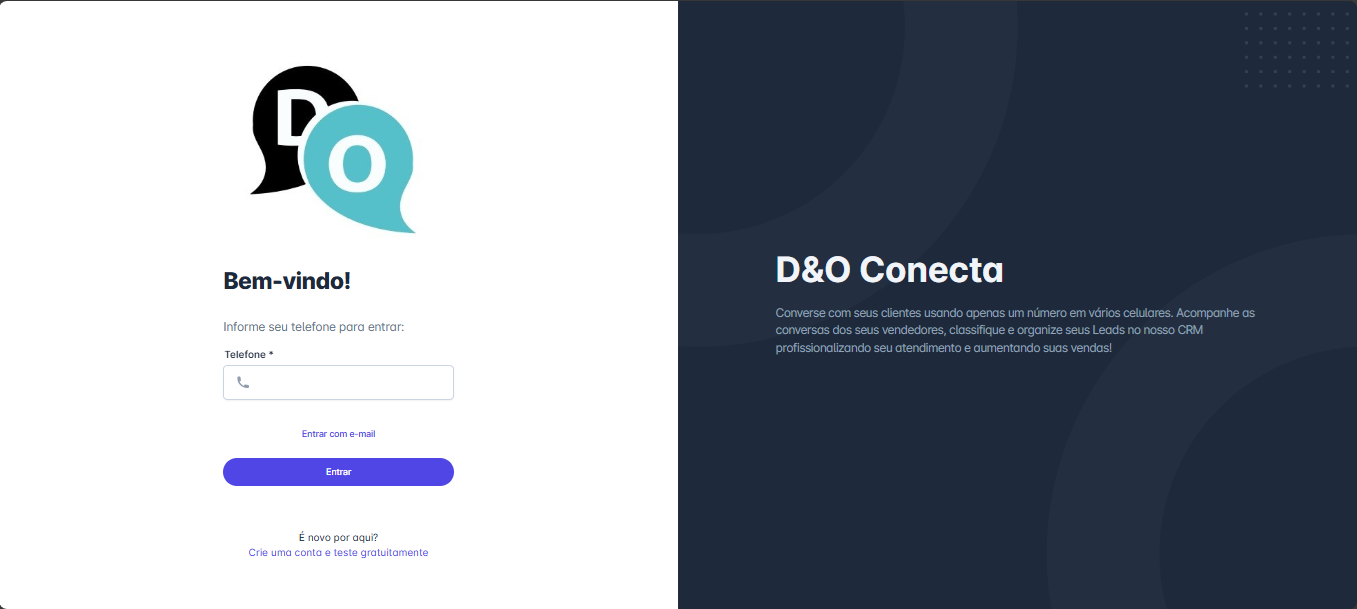 D
O
Bem-vindo!
Informe seu telefone para entrar:
Telefone *
Entrar com e-mail
Entrar
É novo por aqui?
Crie uma conta e teste gratuitamente
D&O Conecta
Converse com seus clientes usando apenas um número em vários celulares. Acompanhe as
conversas dos seus vendedores, classifique e organize seus Leads no nosso CRM
profissionalizando seu atendimento e aumentando suas vendas!